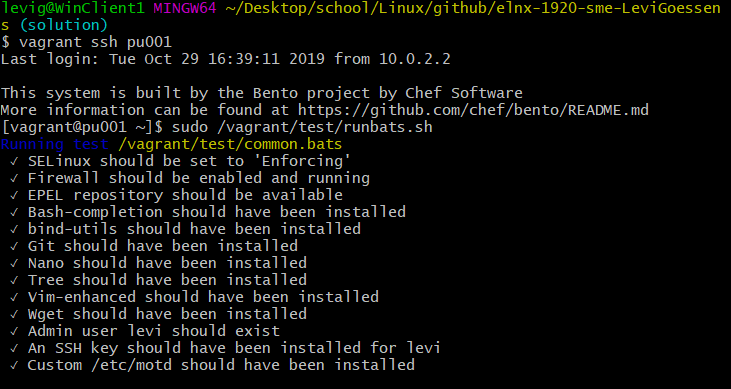 levig@WinClient1 MINGW64 ~/Desktop/school/Linux/github/elnx-1920-sme-LeviGoessen
s (solution)
$ vagrant ssh pu001
Last login: Tue Oct 29 16:39:11 2019 from 10.0.2.2

This system is built by the Bento project by Chef Software
More information can be found at https://github.com/chef/bento/README.md
[vagrant@pu001 ~]$ sudo /vagrant/test/runbats.sh
Running test /vagrant/test/common.bats
✓ SELinux should be set to 'Enforcing'
✓ Firewall should be enabled and running
✓ EPEL repository should be available
✓ Bash-completion should have been installed
✓ bind-utils should have been installed
✓ Git should have been installed
✓ Nano should have been installed
✓ Tree should have been installed
✓ Vim-enhanced should have been installed
✓ Wget should have been installed
✓ Admin user levi should exist
✓ An SSH key should have been installed for levi
✓ Custom /etc/motd should have been installed